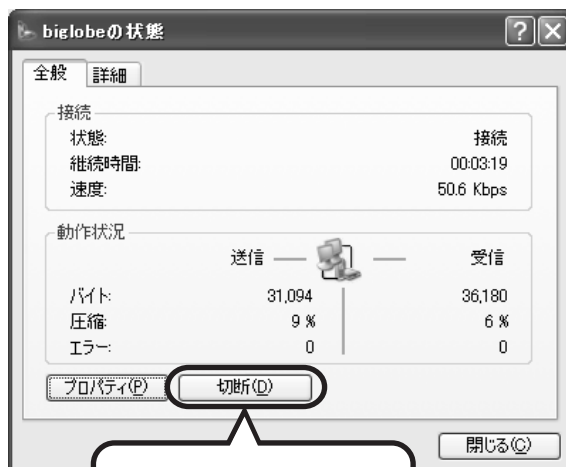 biglobeの状態
全般 詳細
接続
状態: 接続
継続時間: 00:03:19
速度: 50.6 Kbps
動作状況
送信 受信
バイト: 31,094 36,180
圧縮: 9 % 6 %
エラー: 0 0
プロパティ(P) 切断(D)
閉じる(C)